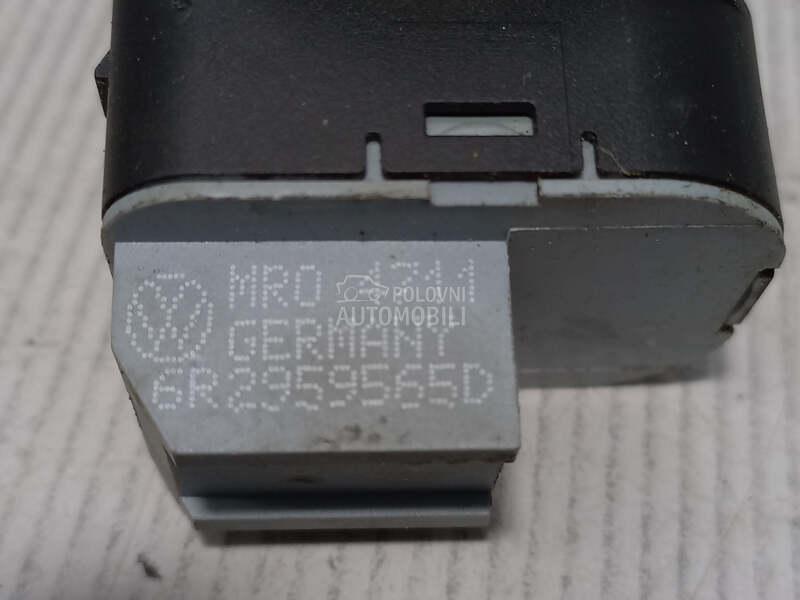 MRO
POLOVNI
AUTOMOBILI
GERMANY
6R2959565D